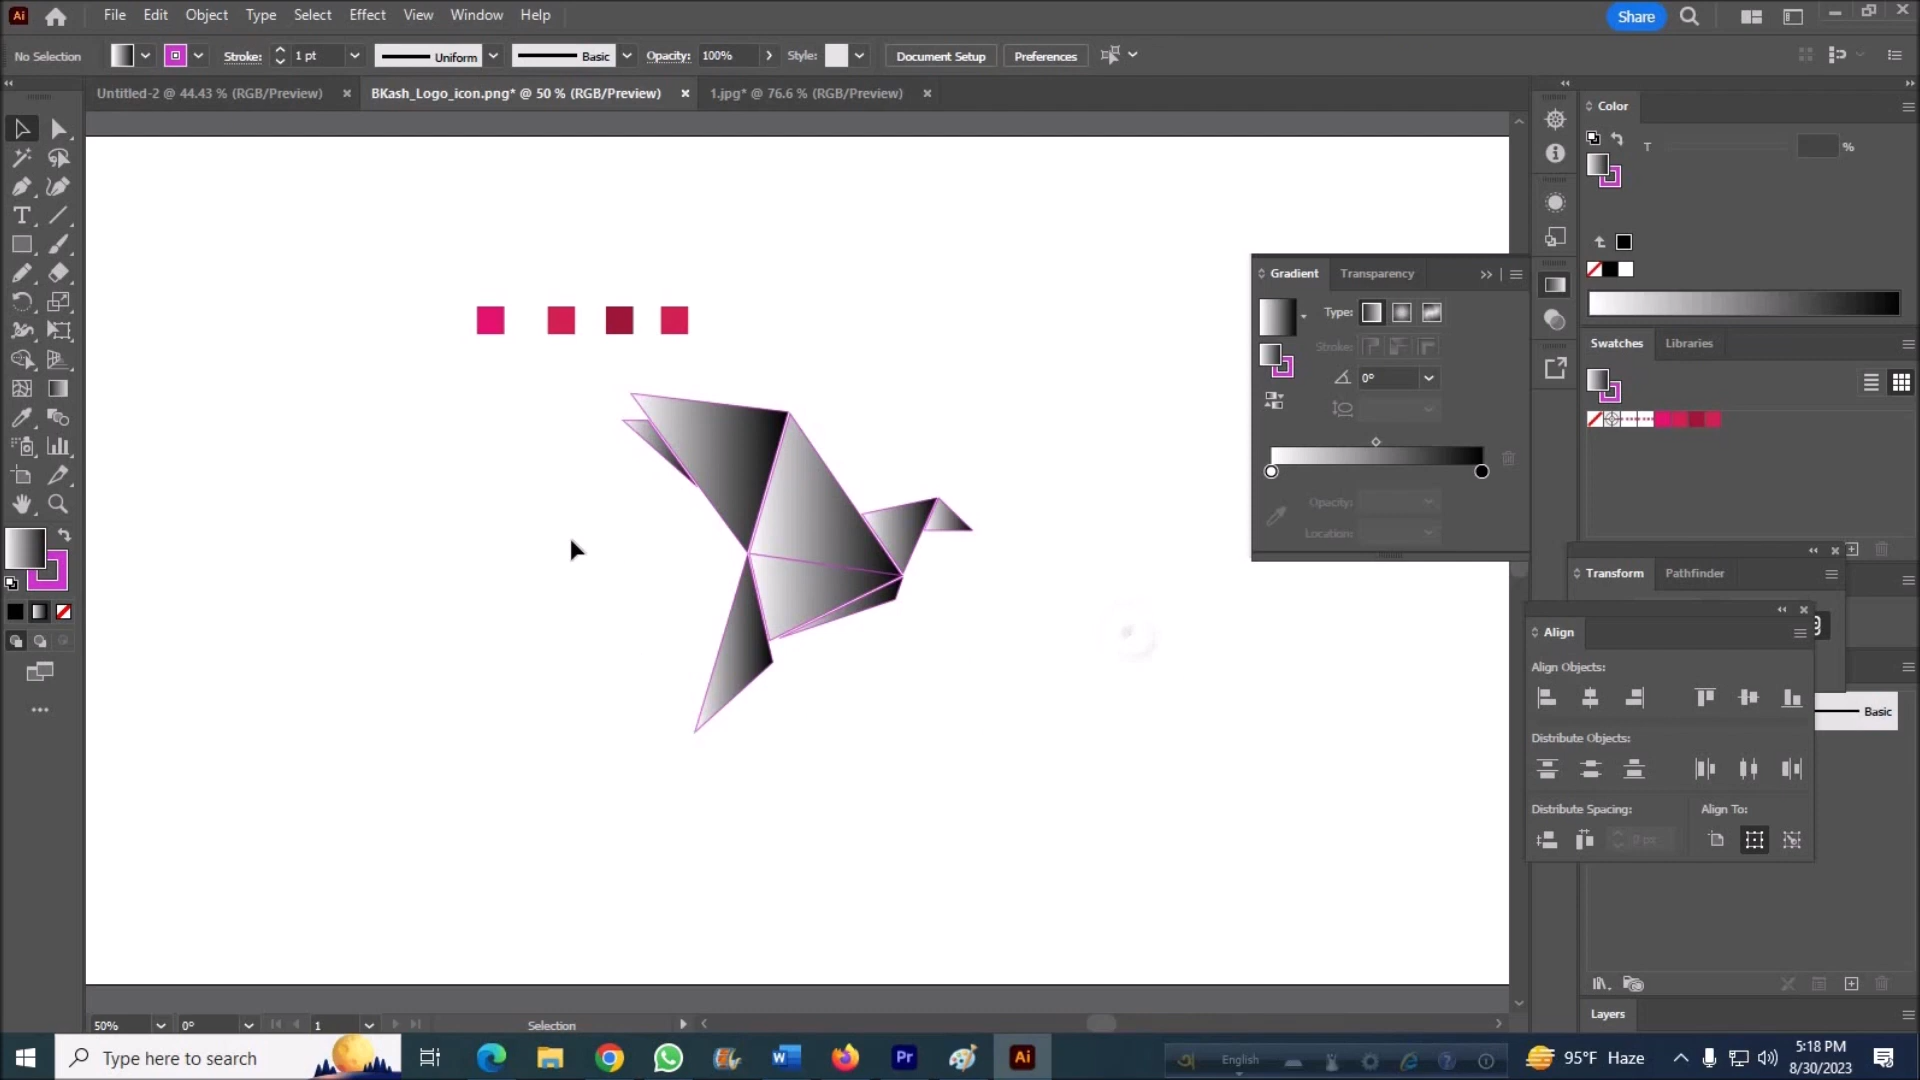 Ai File Edit Object Type Select Effect View Window Help Share
No Selection Stroke: 1 pt Uniform Basic Opacity: 100% Style: Document Setup Preferences
Untitled-2 @ 44.43 % (RGB/Preview) × BKash_Logo_icon.png* @ 50 % (RGB/Preview) × 1.jpg* @ 76.6 % (RGB/Preview) ×
Color
T %
Gradient Transparency
Type:
Stroke:
0°
Opacity:
Location:
Swatches Libraries
Transform Pathfinder
Align
Align Objects:
Basic
Distribute Objects:
Distribute Spacing: Align To:
0 px
Layers
50% 0° 1 Selection
Type here to search
W Pr Ai
English
95°F Haze
5:18 PM
8/30/2023